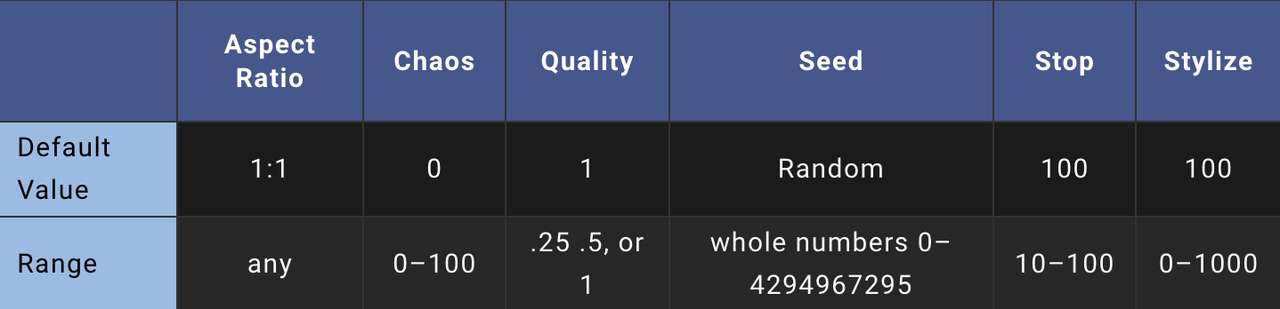 Aspect
Ratio
Chaos
Quality
Seed
Stop
Stylize
Default
Value
1:1
0
1
Random
100
100
Range
any
0–100
.25 .5, or
1
whole numbers 0–
4294967295
10–100
0–1000